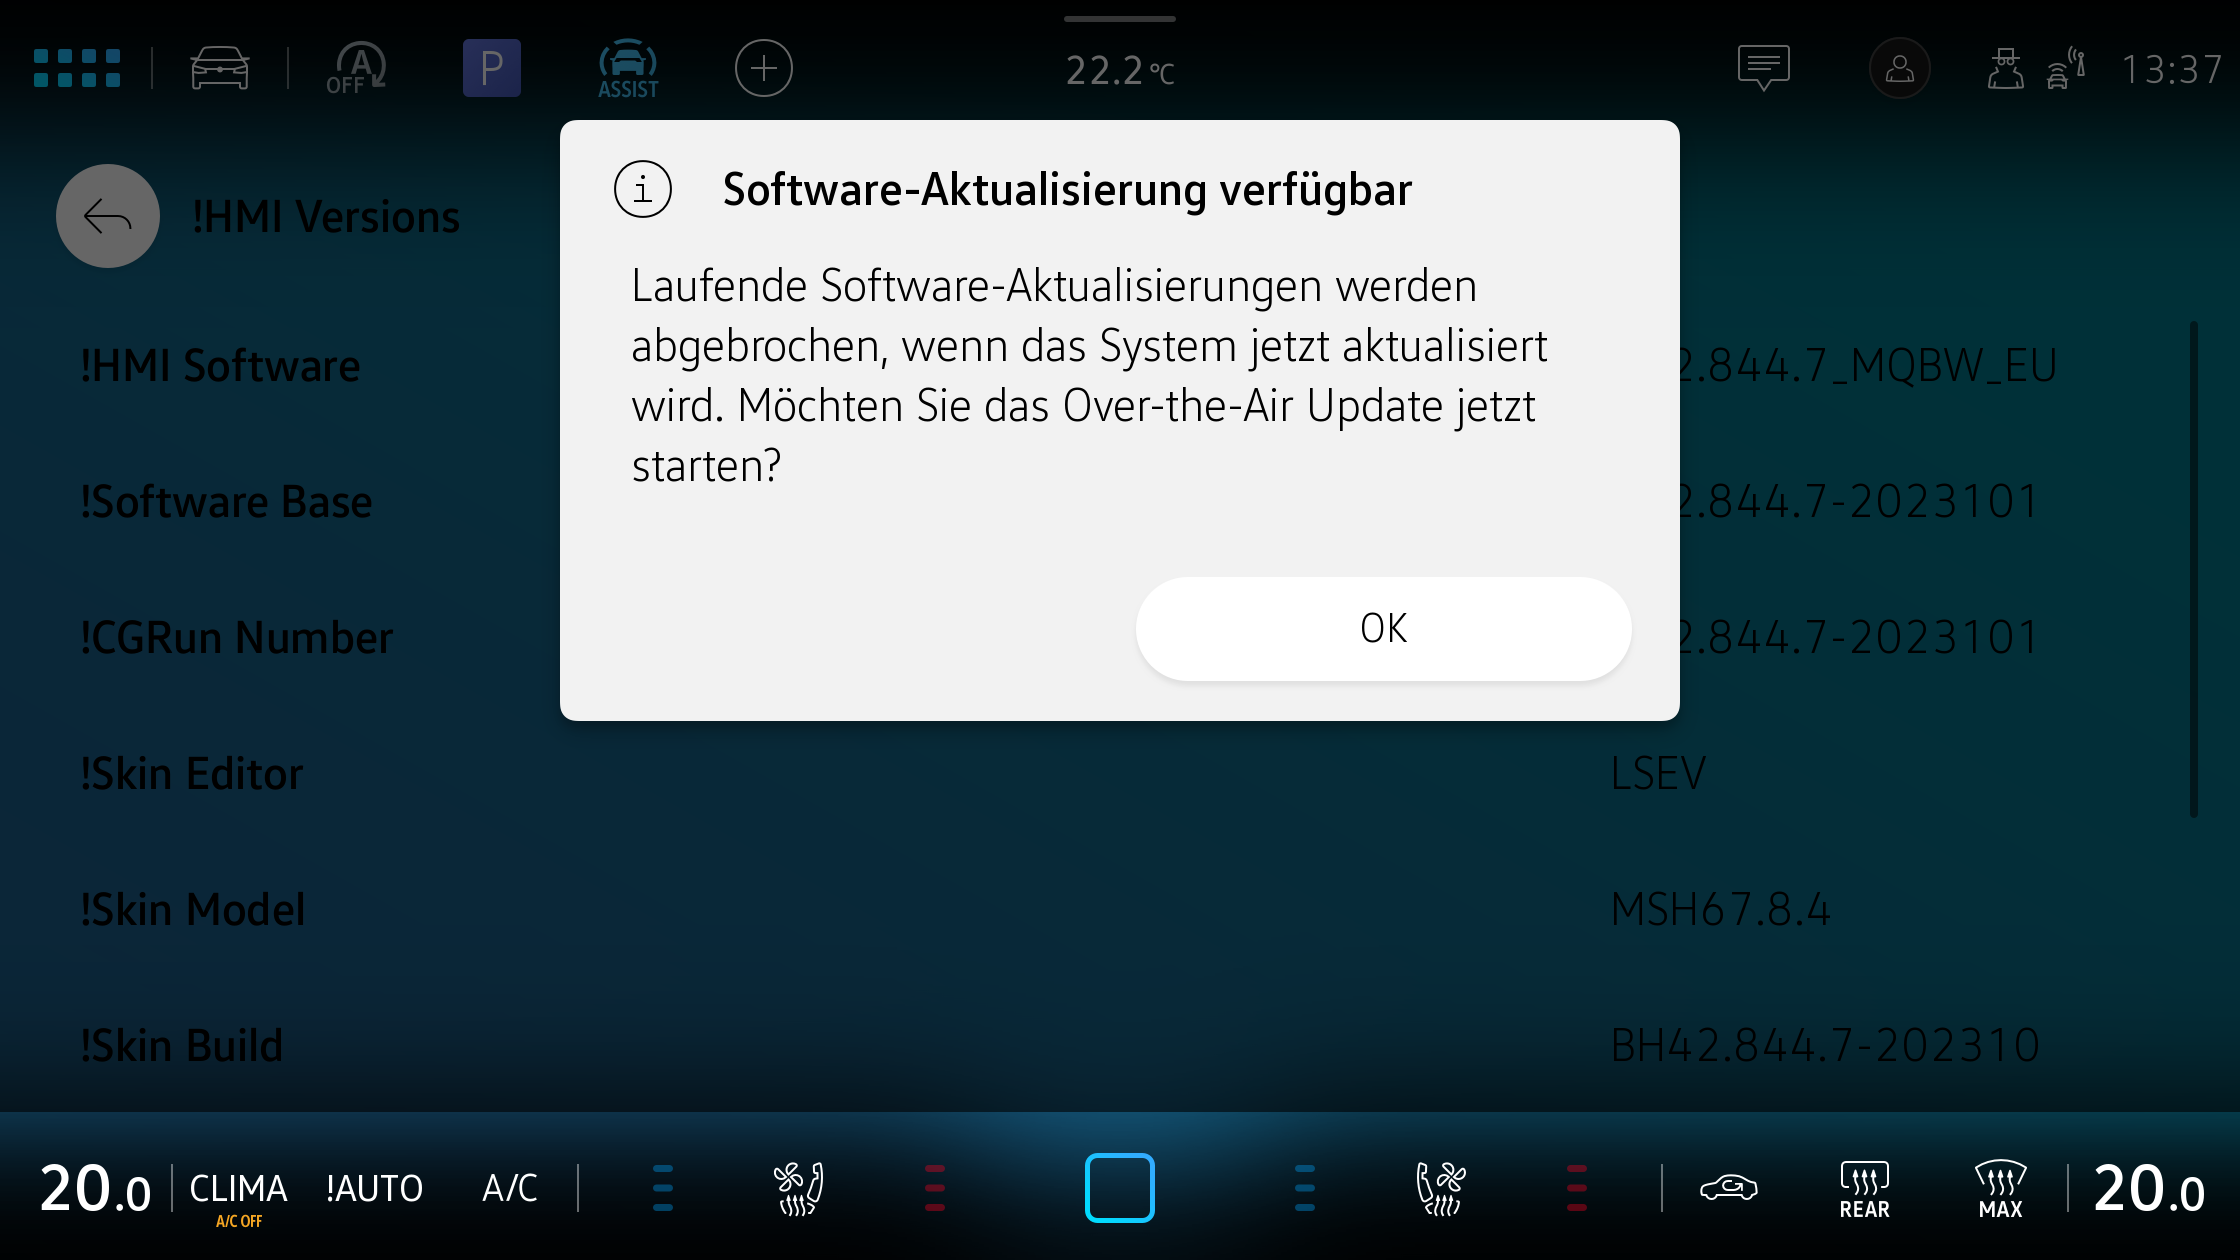 A
OFF
P
ASSIST
22.2 °C
13:37
!HMI Versions
Software-Aktualisierung verfügbar
Laufende Software-Aktualisierungen werden
abgebrochen, wenn das System jetzt aktualisiert
wird. Möchten Sie das Over-the-Air Update jetzt
starten?
OK
!HMI Software
2.844.7_MQBW_EU
!Software Base
2.844.7-2023101
!CGRun Number
2.844.7-2023101
!Skin Editor
LSEV
!Skin Model
MSH67.8.4
!Skin Build
BH42.844.7-202310
20.0
CLIMA
A/C OFF
!AUTO
A/C
REAR
MAX
20.0